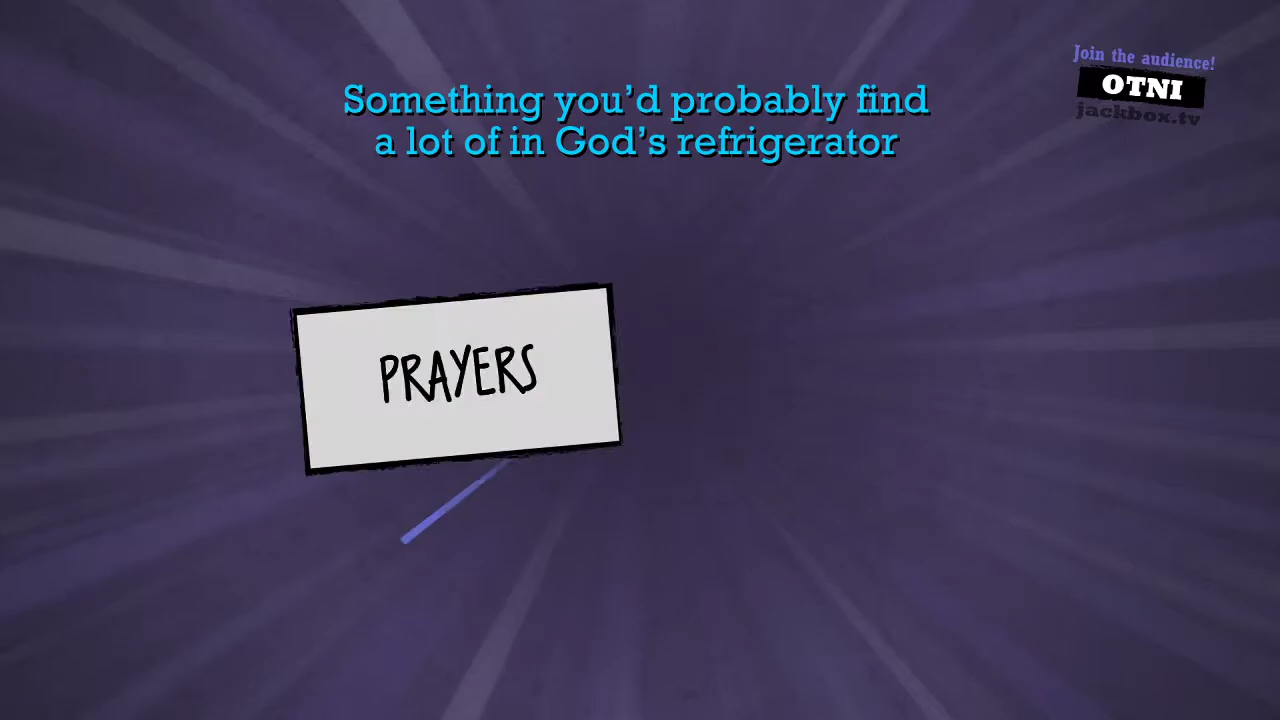 Join the audience!
OTNI
jackbox.tv
Something you’d probably find
a lot of in God’s refrigerator
PRAYERS